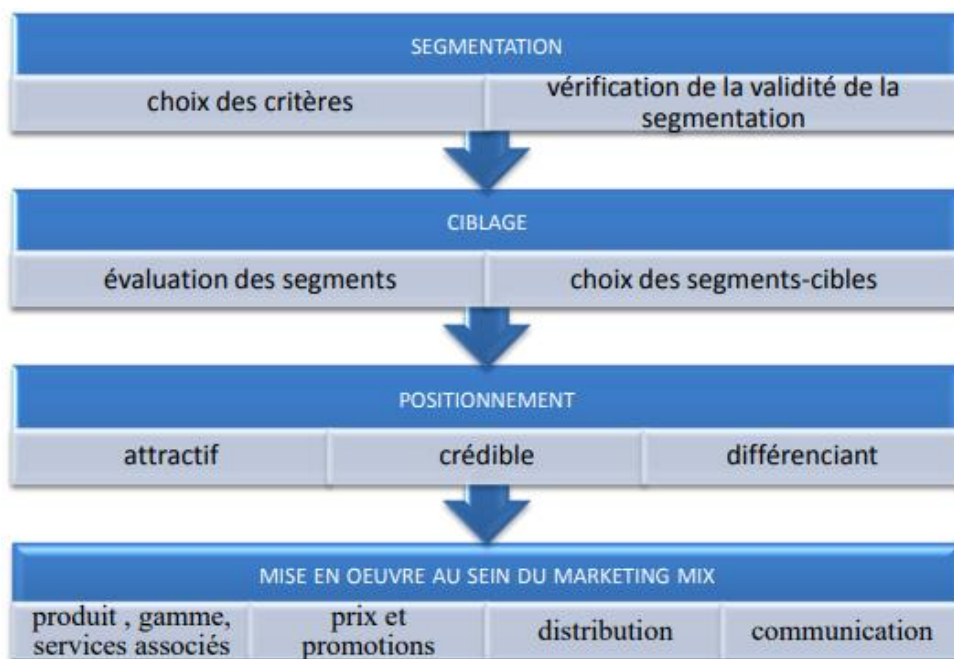 SEGMENTATION
choix des critères
vérification de la validité de la
segmentation
CIBLAGE
évaluation des segments
choix des segments-cibles
POSITIONNEMENT
attractif
crédible
différenciant
MISE EN OEUVRE AU SEIN DU MARKETING MIX
produit , gamme,
services associés
prix et
promotions
distribution
communication